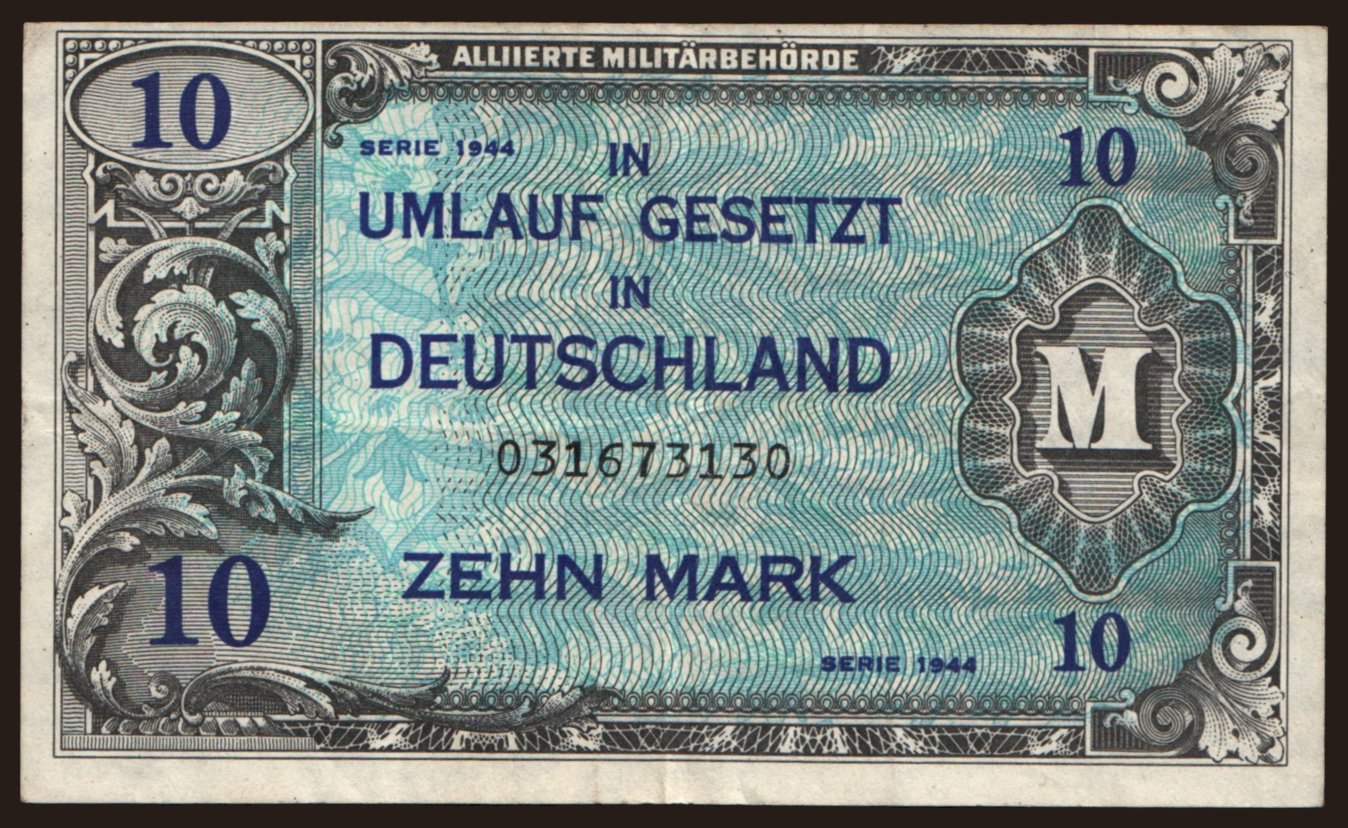 ALLIIERTE MILITÄRBEHÖRDE
10
10
SERIE 1944
IN
UMLAUF GESETZT
IN
DEUTSCHLAND
M
031673130
ZEHN MARK
10
10
SERIE 1944